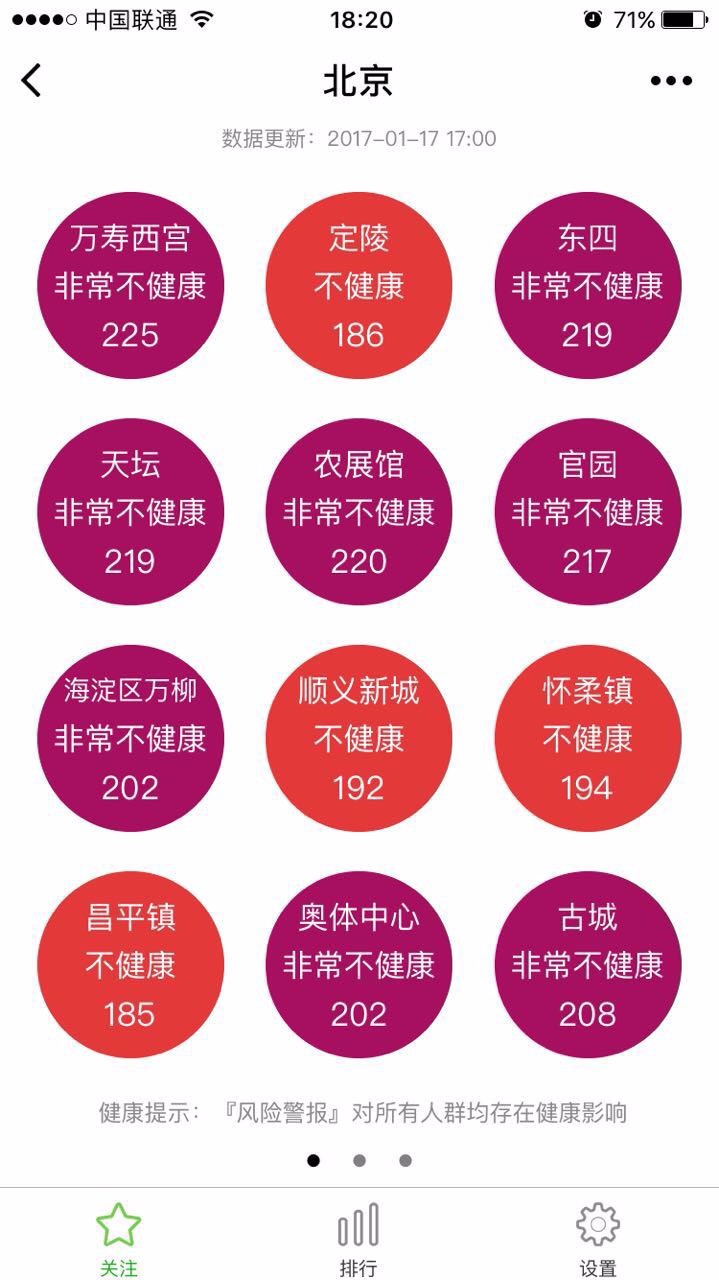 中国联通 18:20 71%
北京
数据更新：2017-01-17 17:00
万寿西宫
非常不健康
225
定陵
不健康
186
东四
非常不健康
219
天坛
非常不健康
219
农展馆
非常不健康
220
官园
非常不健康
217
海淀区万柳
非常不健康
202
顺义新城
不健康
192
怀柔镇
不健康
194
昌平镇
不健康
185
奥体中心
非常不健康
202
古城
非常不健康
208
健康提示：『风险警报』对所有人群均存在健康影响
关注 排行 设置